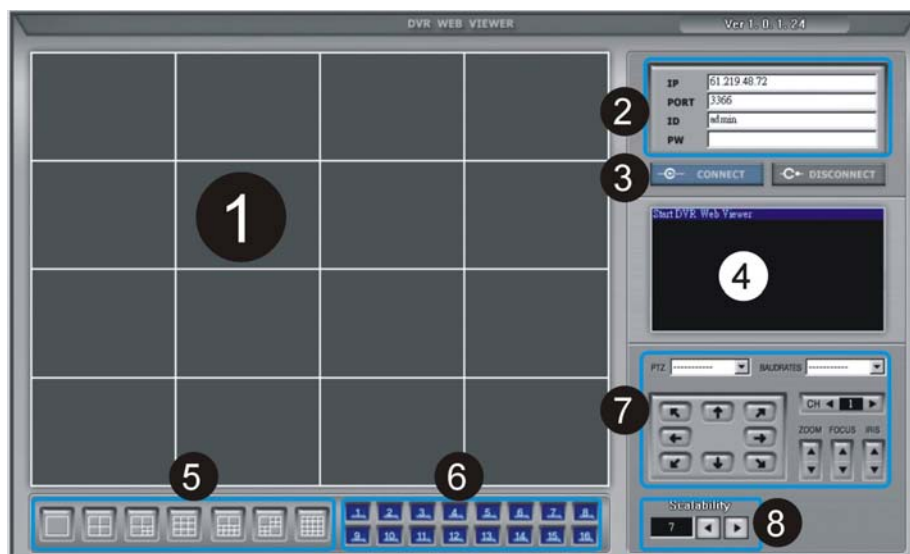 DVR WEB VIEWER
Ver 1.0.1.24
IP 61.219.48.72
PORT 3366
ID admin
PW
2
3
CONNECT
DISCONNECT
1
Start DVR Web Viewer
4
PTZ ----------- BAUDRATES -----------
7
CH 1
ZOOM FOCUS IRIS
5
6
1 2 3 4 5 6 7 8
9 10 11 12 13 14 15 16
Scalability
7
8